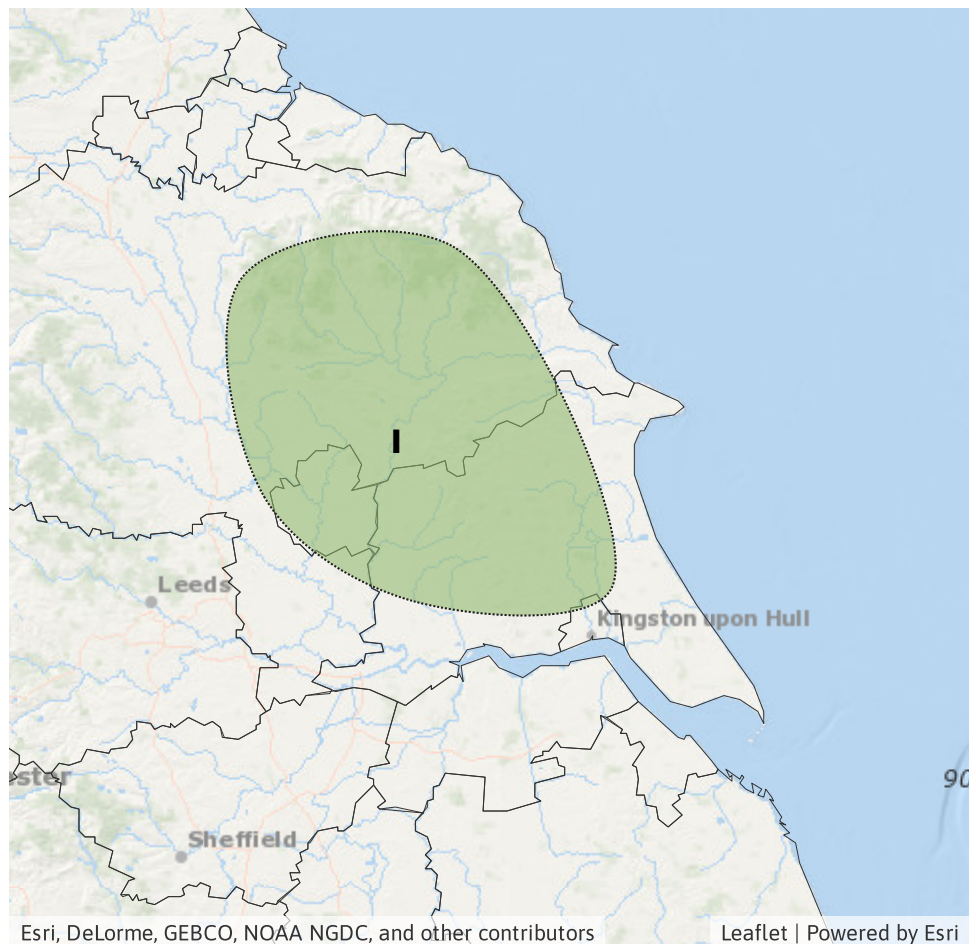 I
Leeds
Kingston upon Hull
ester
90
Sheffield
Esri, DeLorme, GEBCO, NOAA NGDC, and other contributors
Leaflet | Powered by Esri